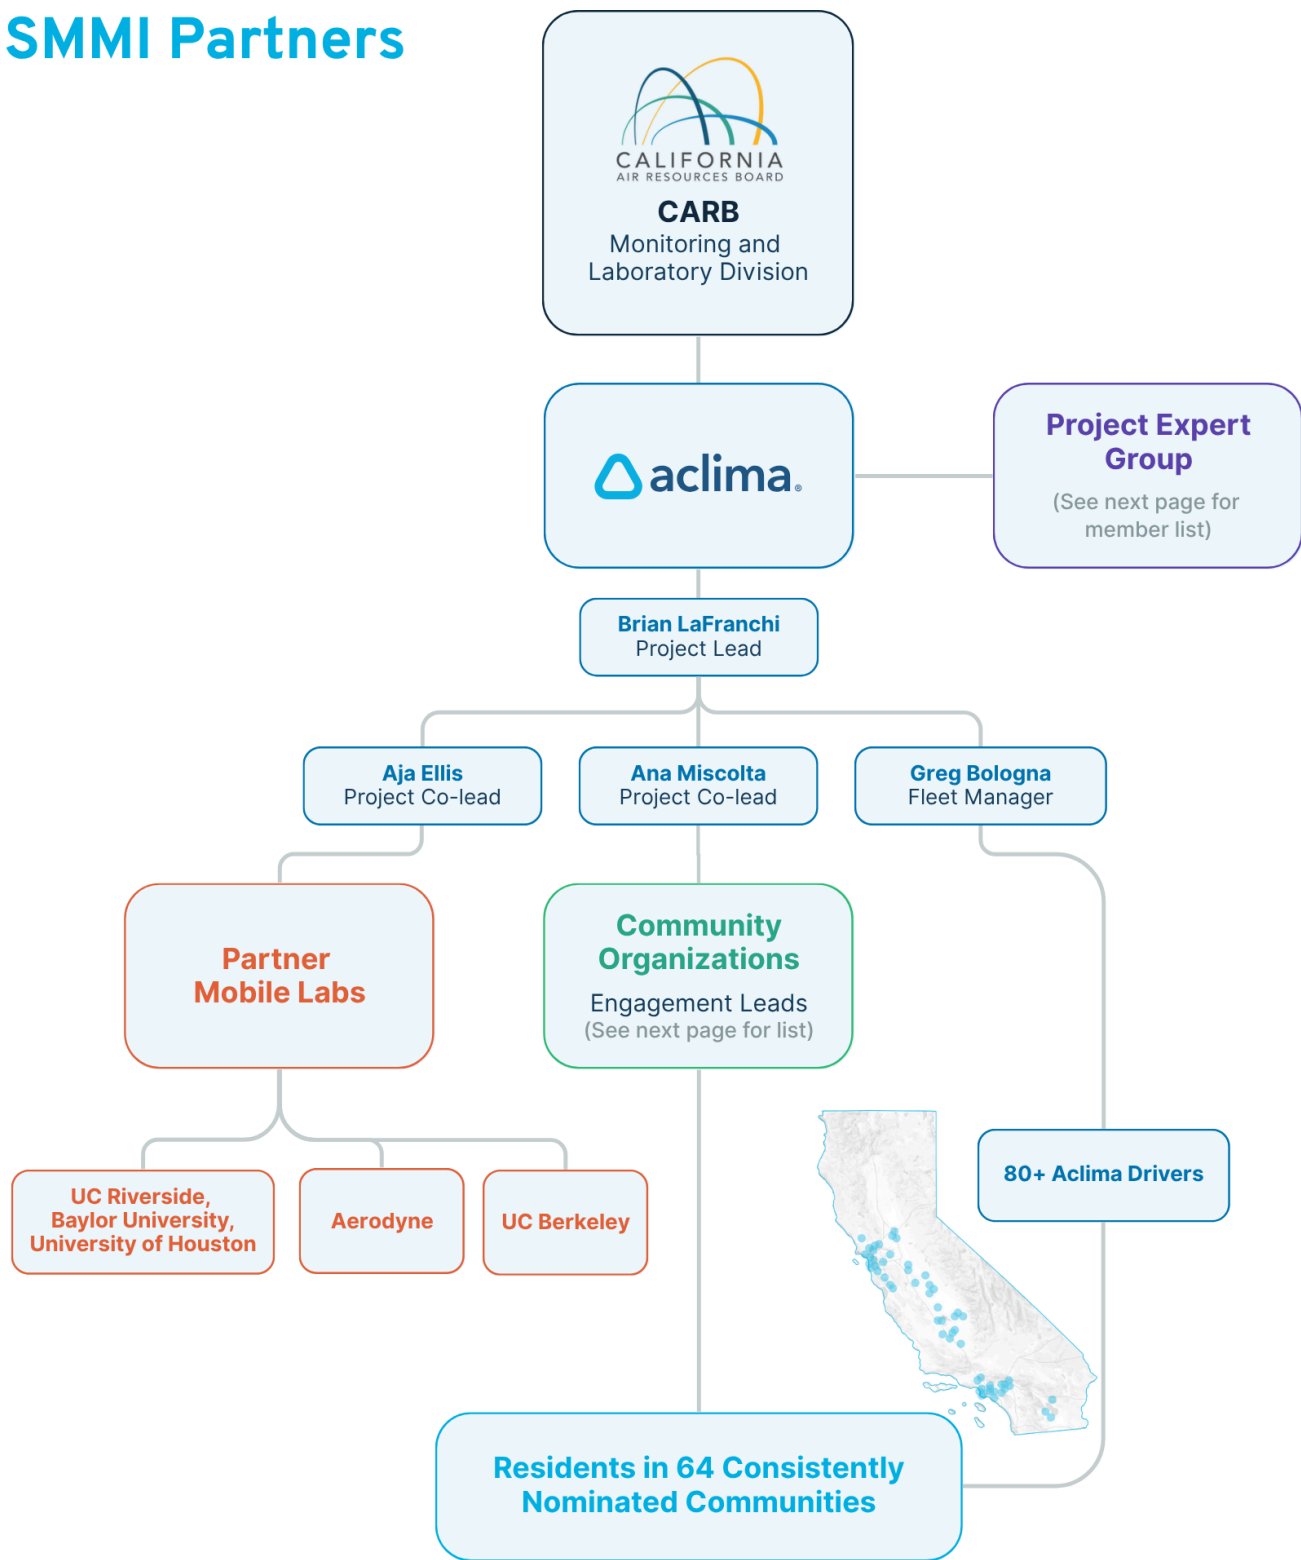 SMMI Partners
CALIFORNIA
AIR RESOURCES BOARD
CARB
Monitoring and
Laboratory Division
aclima®
Project Expert
Group
(See next page for
member list)
Brian LaFranchi
Project Lead
Aja Ellis
Project Co-lead
Ana Miscolta
Project Co-lead
Greg Bologna
Fleet Manager
Partner
Mobile Labs
Community
Organizations
Engagement Leads
(See next page for list)
UC Riverside,
Baylor University,
University of Houston
Aerodyne
UC Berkeley
80+ Aclima Drivers
Residents in 64 Consistently
Nominated Communities